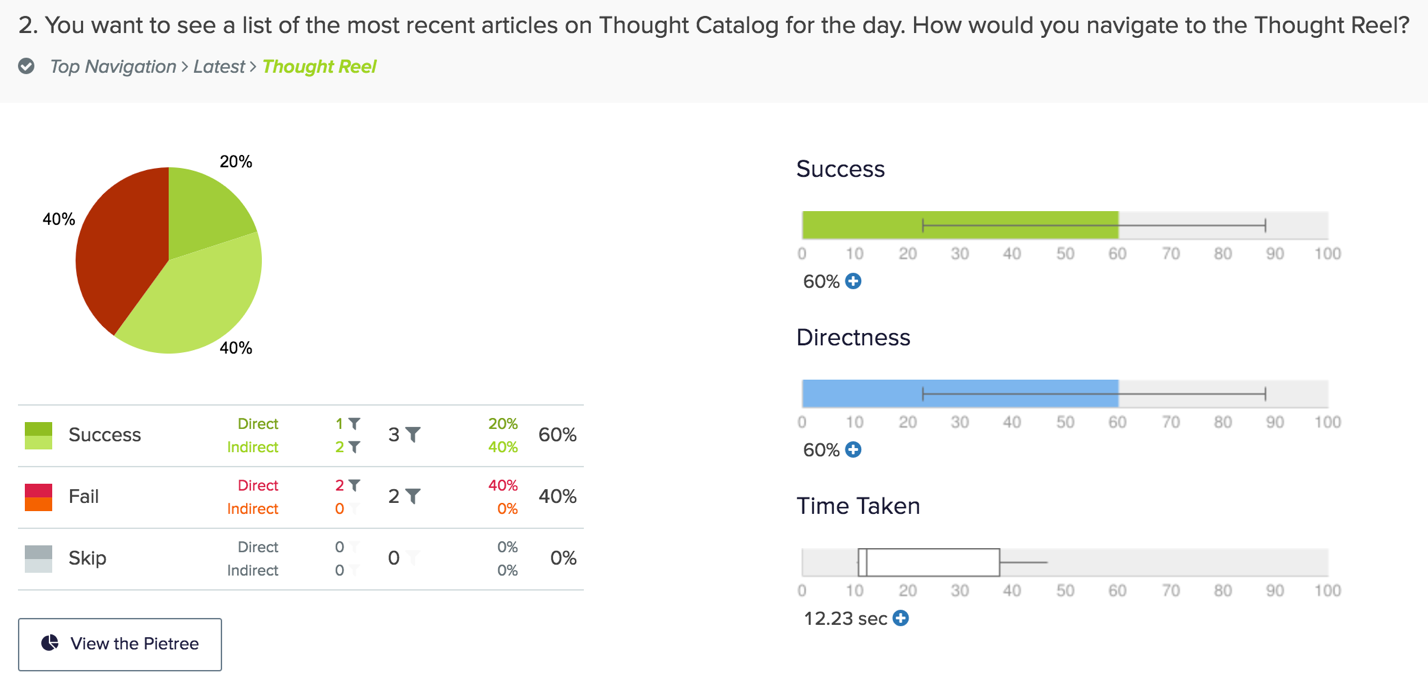 2. You want to see a list of the most recent articles on Thought Catalog for the day. How would you navigate to the Thought Reel?
Top Navigation > Latest > Thought Reel
20%
40%
40%
Success Direct 1 3 20% 60%
Indirect 2 40%
Fail Direct 2 2 40% 40%
Indirect 0 0%
Skip Direct 0 0 0% 0%
Indirect 0 0%
View the Pietree
Success
0 10 20 30 40 50 60 70 80 90 100
60%
Directness
0 10 20 30 40 50 60 70 80 90 100
60%
Time Taken
0 10 20 30 40 50 60 70 80 90 100
12.23 sec